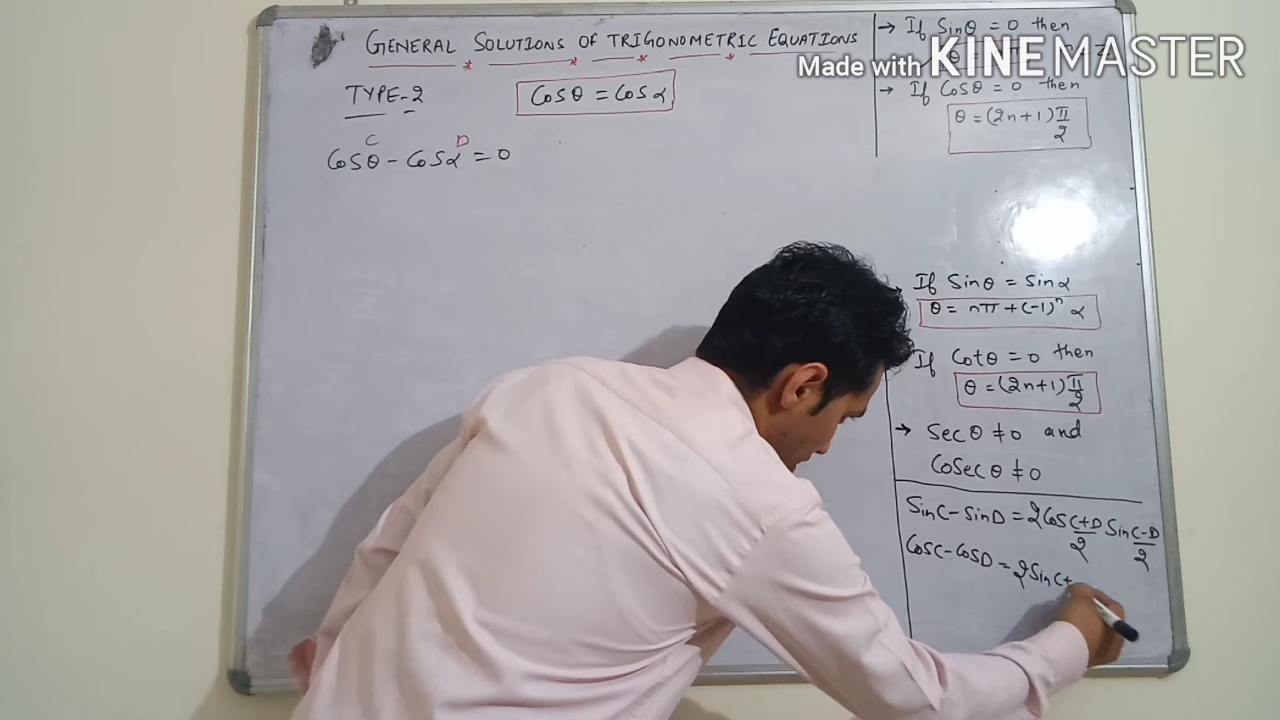 GENERAL SOLUTIONS OF TRIGONOMETRIC EQUATIONS
TYPE-2
Cosθ = Cosα
C D
Cosθ - Cosα = 0
→ If Sinθ = 0 then
Made with KINEMASTER
→ If Cosθ = 0 then
θ = (2n+1)π/2
If Sinθ = Sinα
θ = nπ + (-1)ⁿ α
If Cotθ = 0 then
θ = (2n+1)π/2
→ Secθ ≠ 0 and
Cosecθ ≠ 0
SinC - SinD = 2CosC+D/2 SinC-D/2
CosC - CosD = 2SinC+